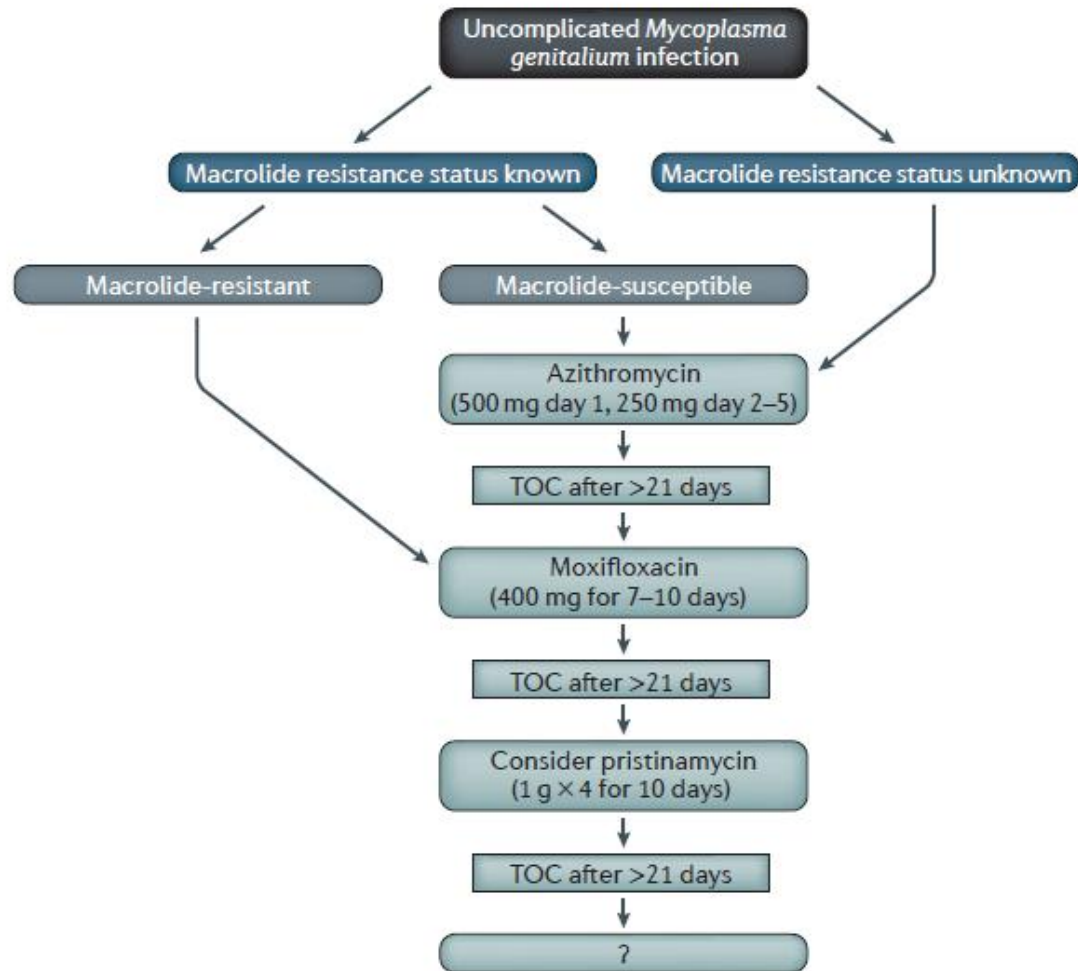 Uncomplicated Mycoplasma
genitalium infection
Macrolide resistance status known
Macrolide resistance status unknown
Macrolide-resistant
Macrolide-susceptible
Azithromycin
(500 mg day 1, 250 mg day 2–5)
TOC after >21 days
Moxifloxacin
(400 mg for 7–10 days)
TOC after >21 days
Consider pristinamycin
(1 g × 4 for 10 days)
TOC after >21 days
?